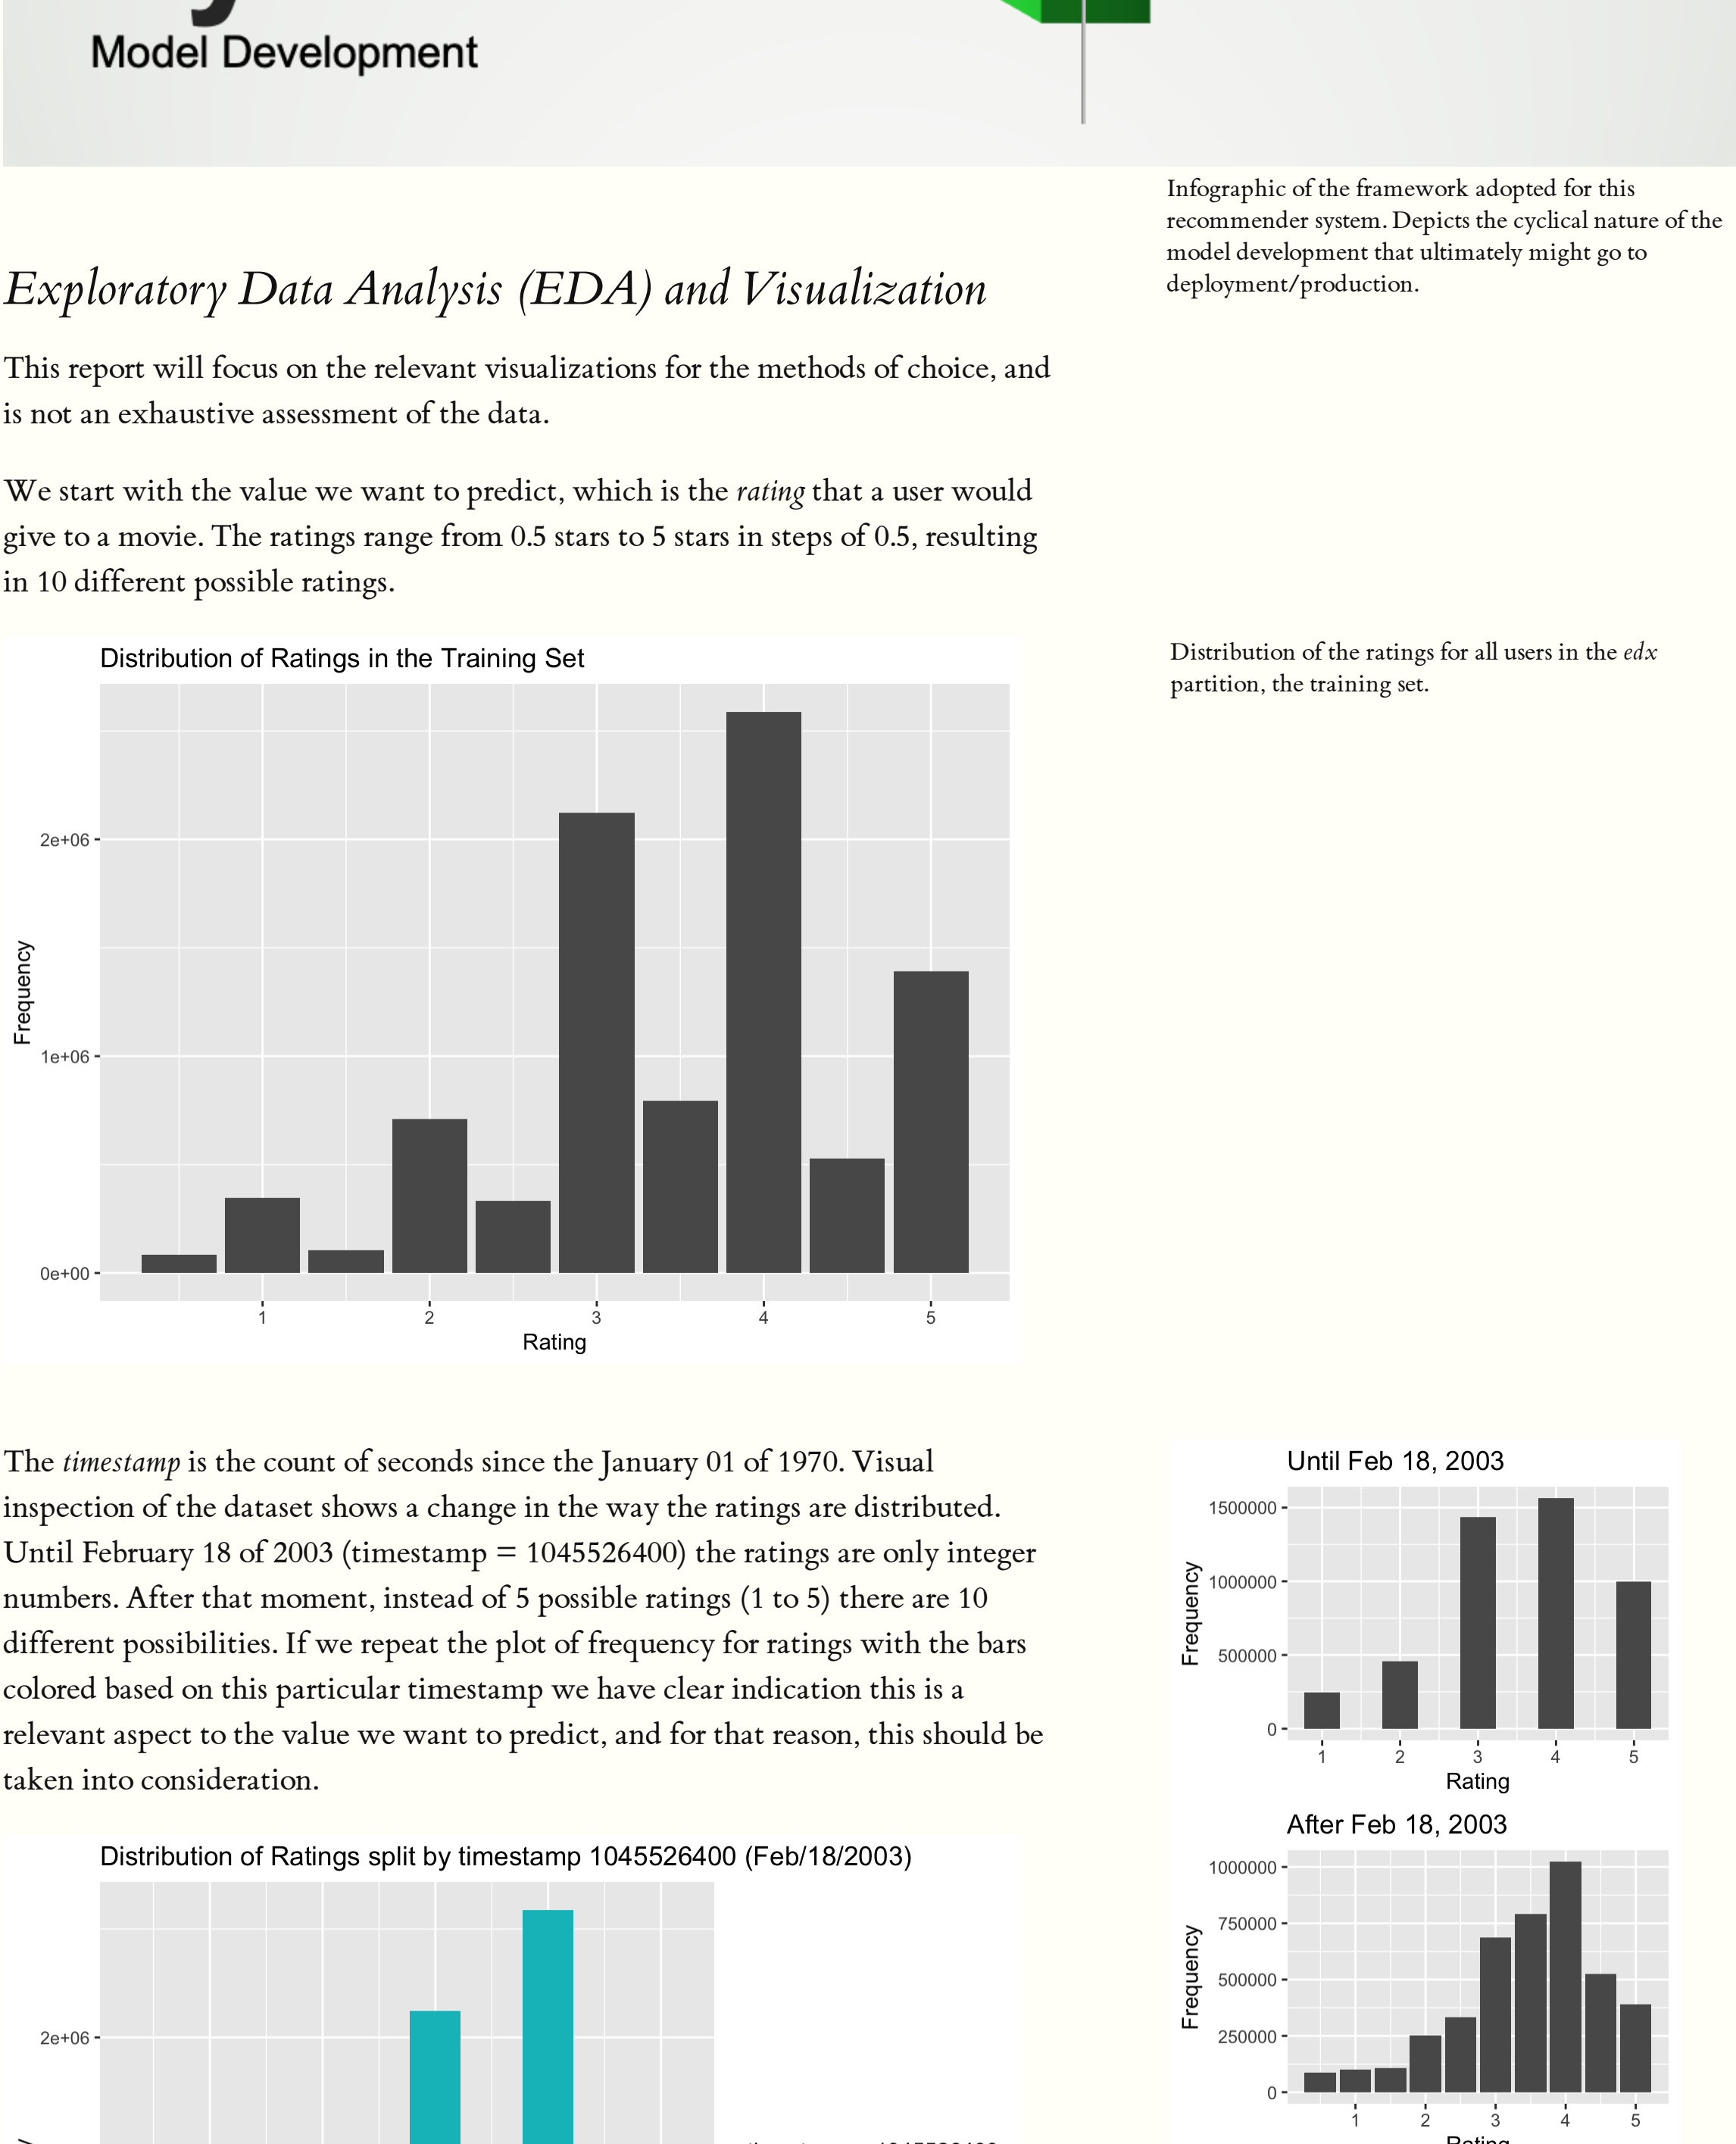 Model Development
Infographic of the framework adopted for this
recommender system. Depicts the cyclical nature of the
model development that ultimately might go to
deployment/production.
Exploratory Data Analysis (EDA) and Visualization
This report will focus on the relevant visualizations for the methods of choice, and
is not an exhaustive assessment of the data.
We start with the value we want to predict, which is the rating that a user would
give to a movie. The ratings range from 0.5 stars to 5 stars in steps of 0.5, resulting
in 10 different possible ratings.
Distribution of Ratings in the Training Set
2e+06
1e+06
0e+00
Frequency
1 2 3 4 5
Rating
Distribution of the ratings for all users in the edx
partition, the training set.
The timestamp is the count of seconds since the January 01 of 1970. Visual
inspection of the dataset shows a change in the way the ratings are distributed.
Until February 18 of 2003 (timestamp = 1045526400) the ratings are only integer
numbers. After that moment, instead of 5 possible ratings (1 to 5) there are 10
different possibilities. If we repeat the plot of frequency for ratings with the bars
colored based on this particular timestamp we have clear indication this is a
relevant aspect to the value we want to predict, and for that reason, this should be
taken into consideration.
Until Feb 18, 2003
1500000
1000000
500000
0
Frequency
1 2 3 4 5
Rating
After Feb 18, 2003
1000000
750000
500000
250000
0
Frequency
1 2 3 4 5
Distribution of Ratings split by timestamp 1045526400 (Feb/18/2003)
2e+06